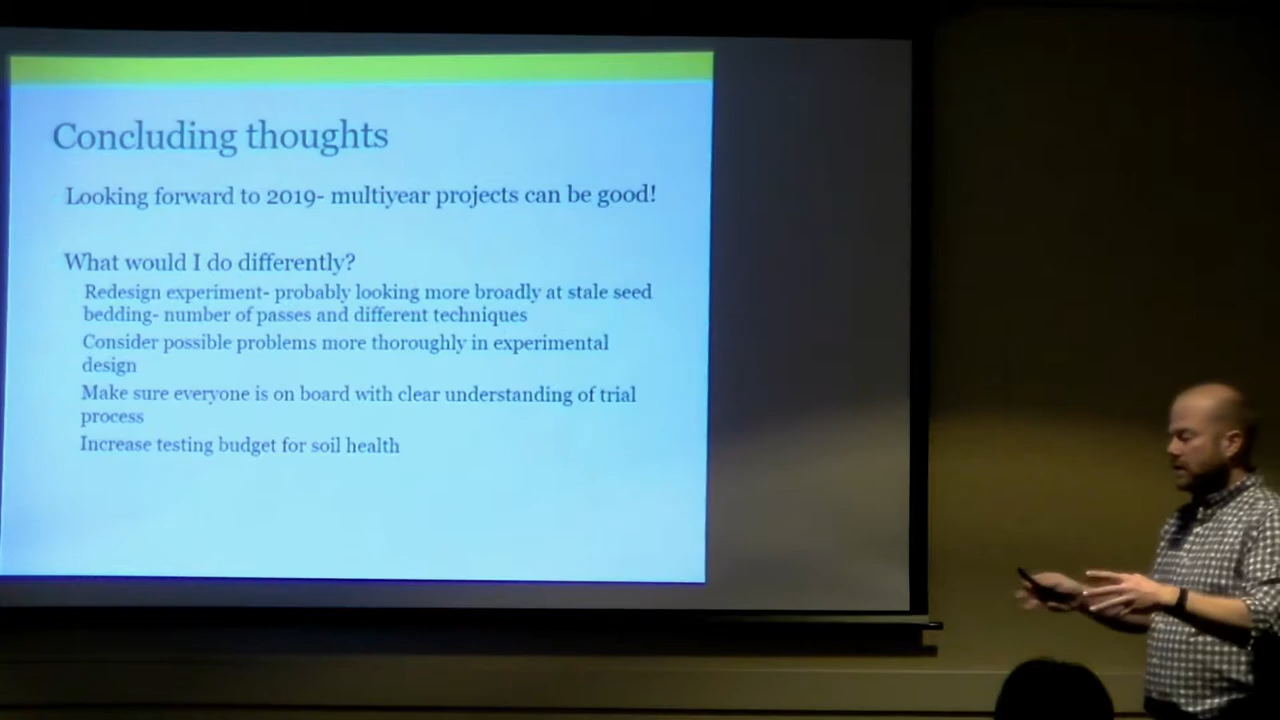 Concluding thoughts
Looking forward to 2019- multiyear projects can be good!
What would I do differently?
Redesign experiment- probably looking more broadly at stale seed
bedding- number of passes and different techniques
Consider possible problems more thoroughly in experimental
design
Make sure everyone is on board with clear understanding of trial
process
Increase testing budget for soil health